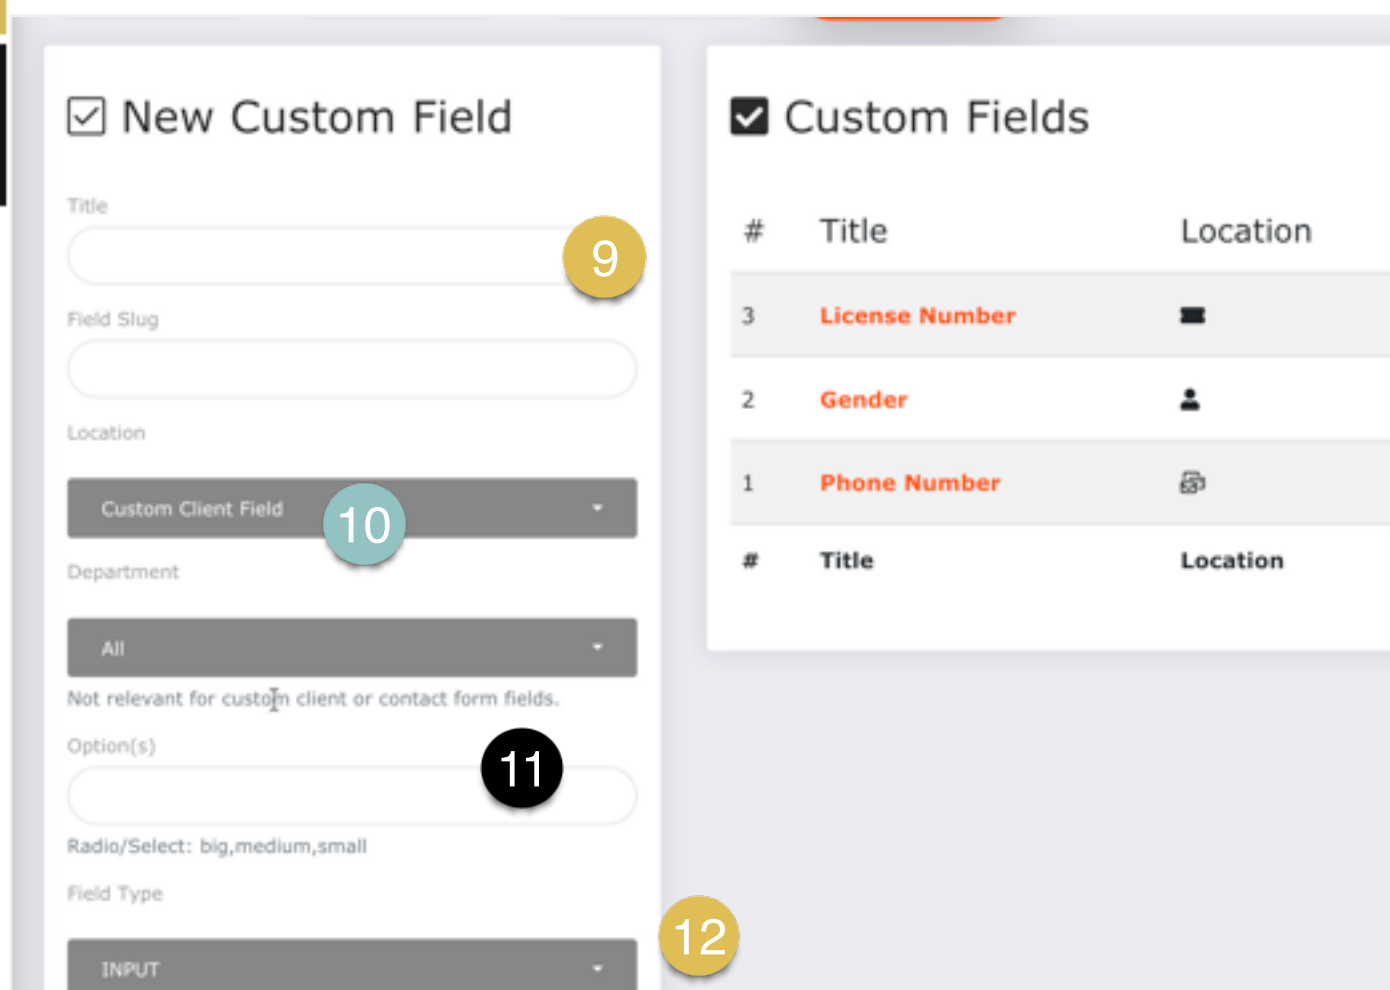 New Custom Field
Title
9
Field Slug
Location
Custom Client Field
10
Department
All
Not relevant for custom client or contact form fields.
Option(s)
11
Radio/Select: big,medium,small
Field Type
INPUT
12
Custom Fields
# Title Location
3 License Number
2 Gender
1 Phone Number
# Title Location